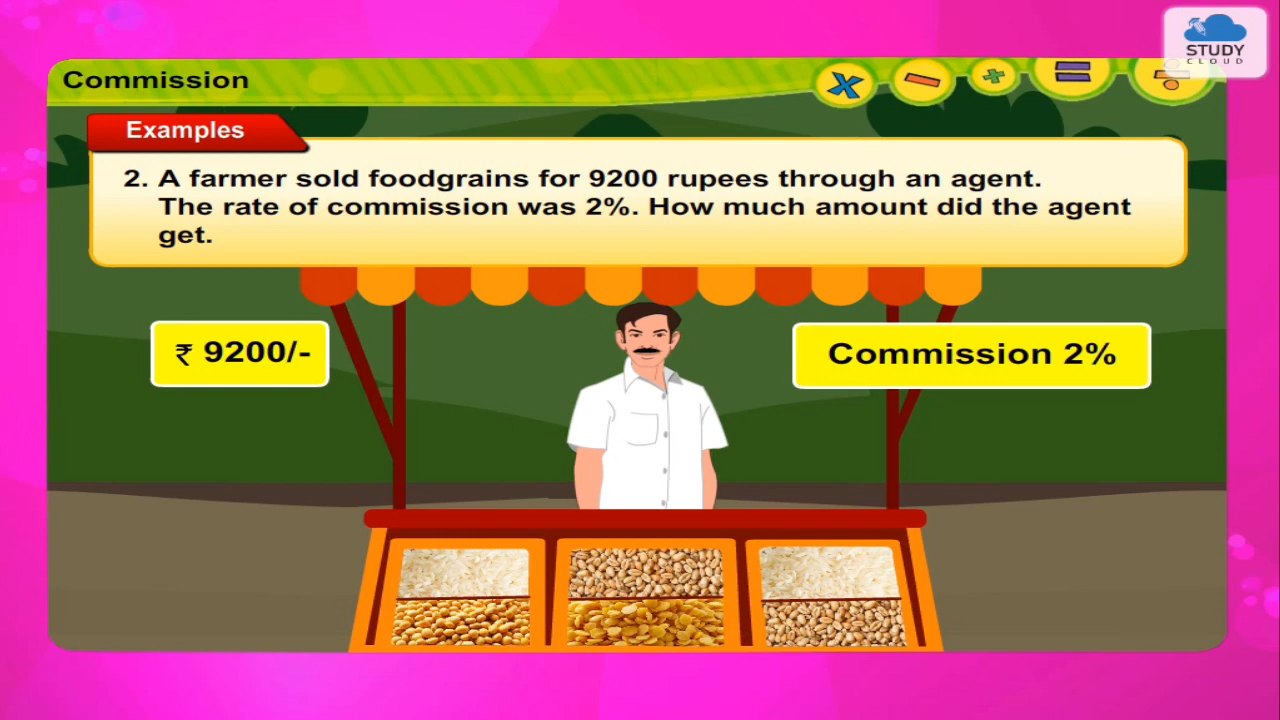 STUDY
CLOUD
Commission
Examples
2. A farmer sold foodgrains for 9200 rupees through an agent.
The rate of commission was 2%. How much amount did the agent
get.
₹ 9200/-
Commission 2%